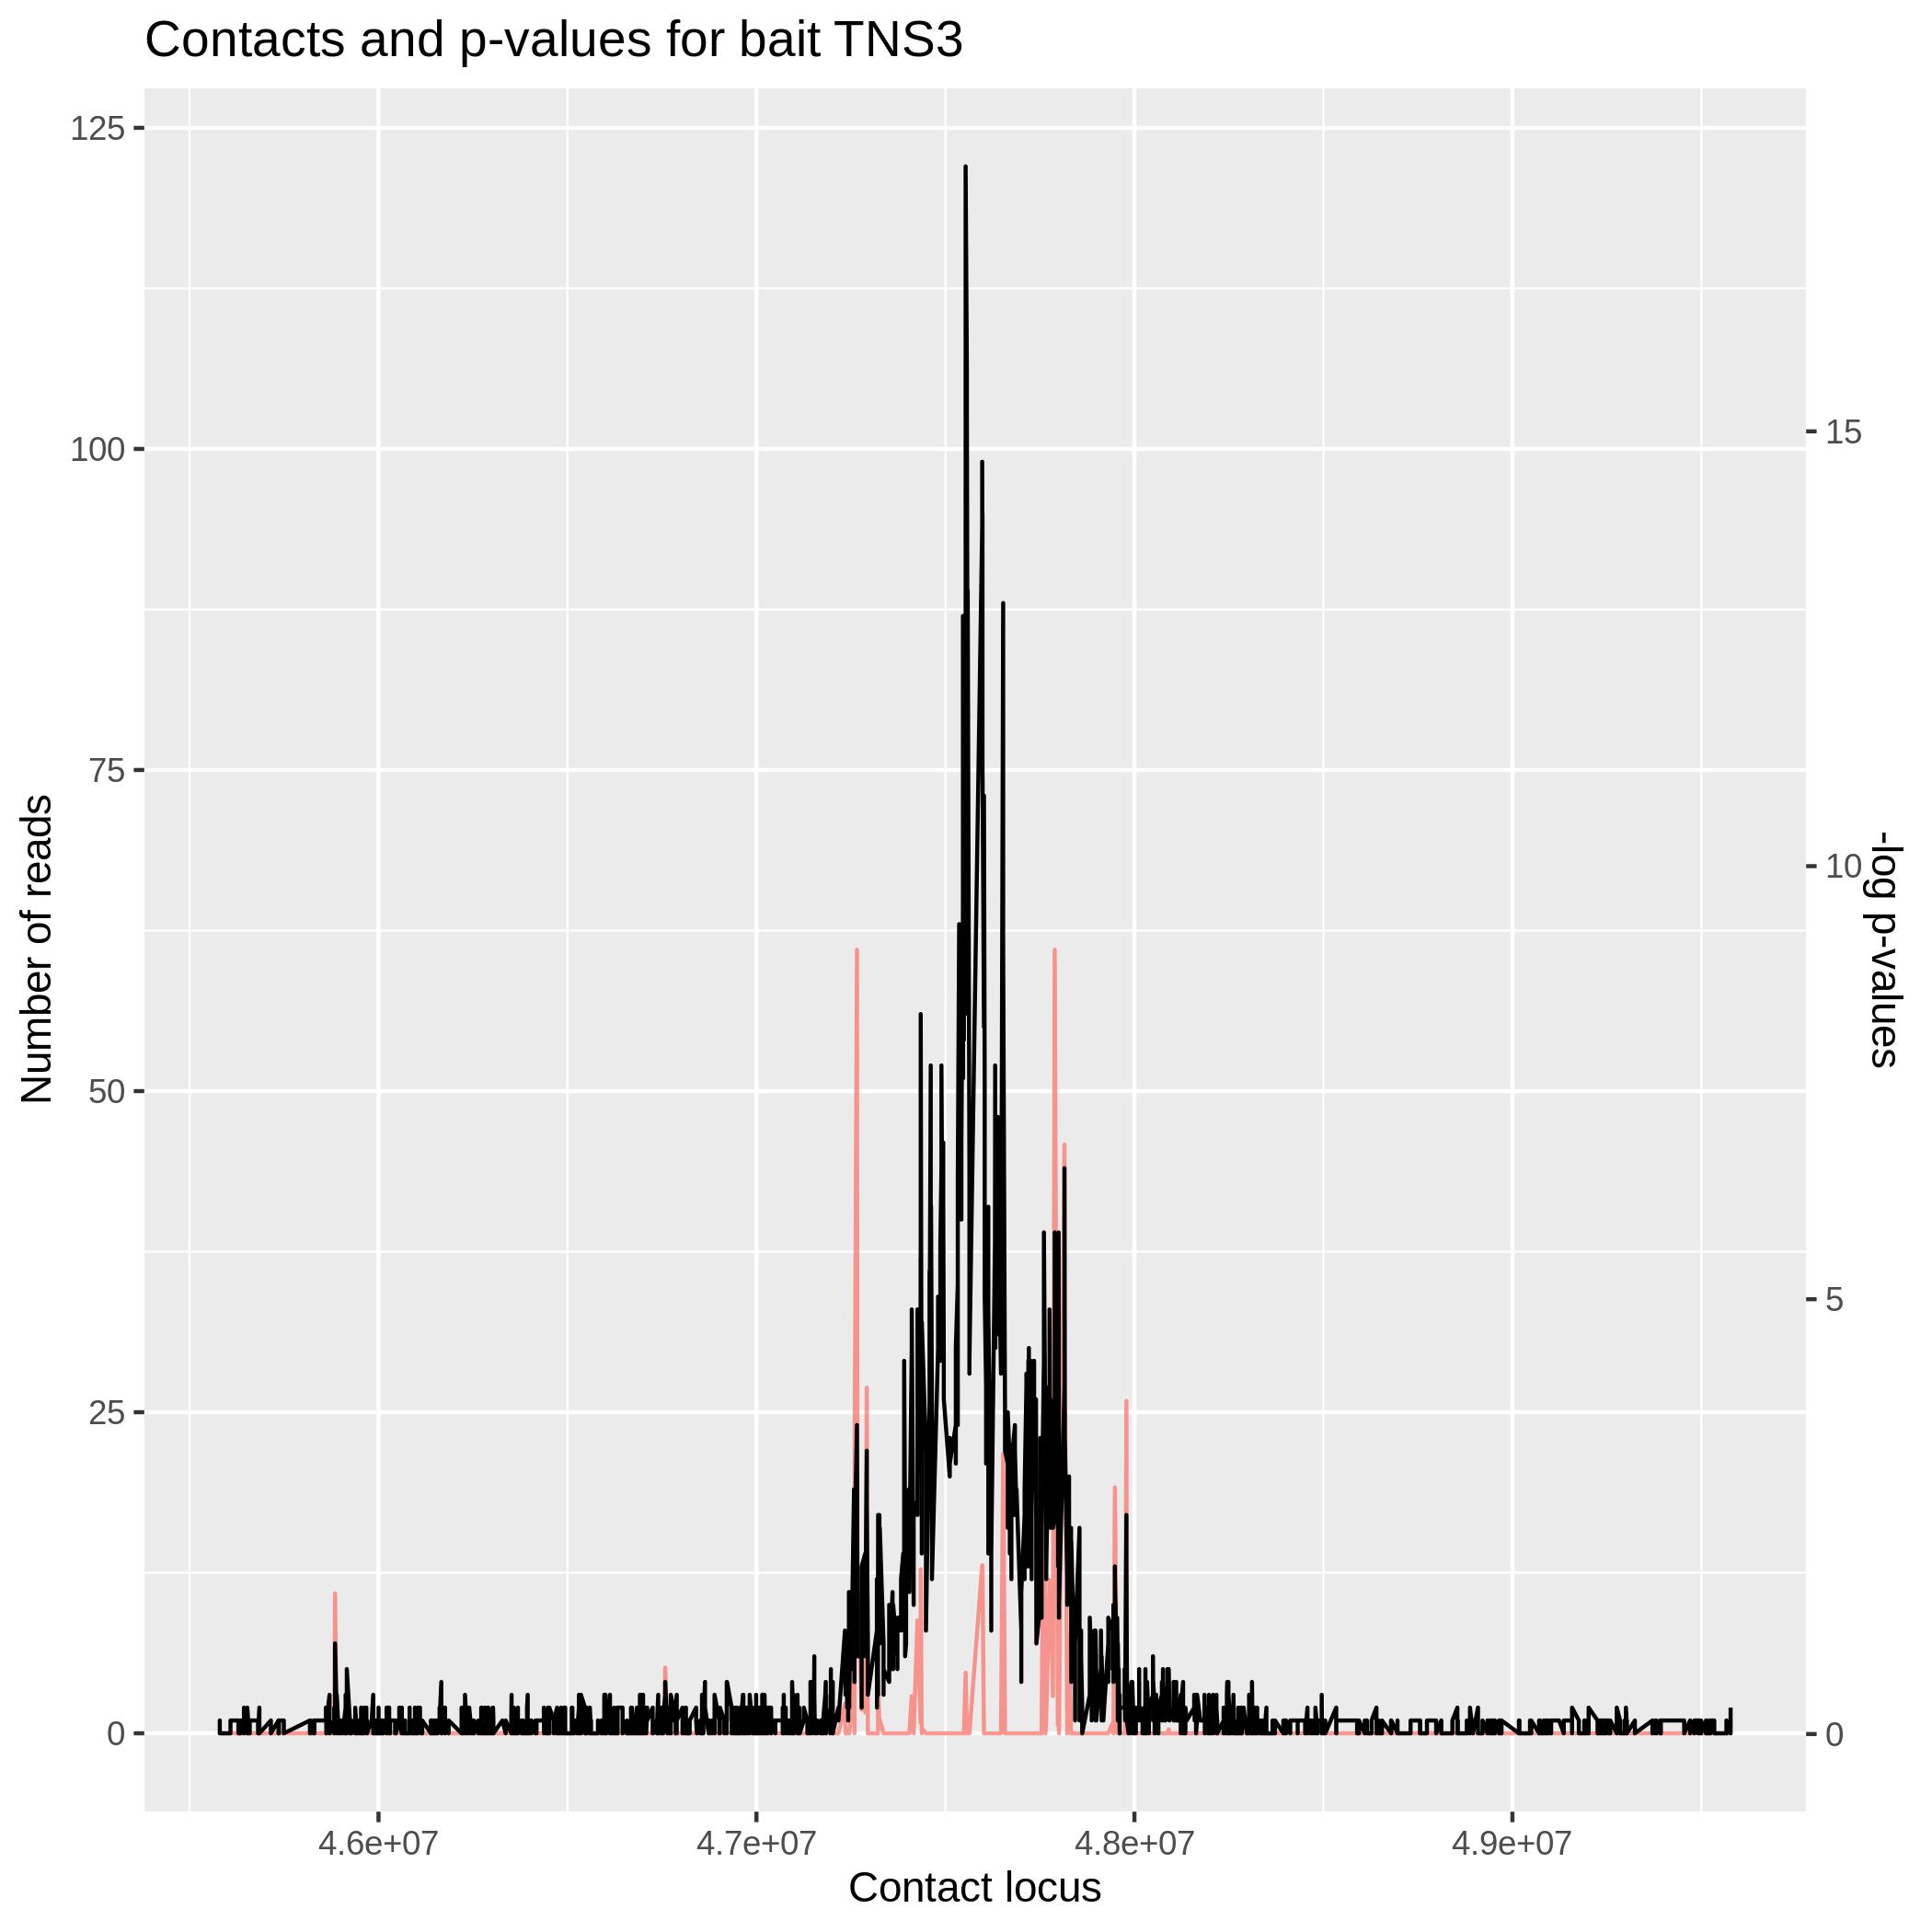 Contacts and p-values for bait TNS3
125
100
75
50
25
0
Number of reads
15
10
5
0
-log p-values
4.6e+07
4.7e+07
4.8e+07
4.9e+07
Contact locus